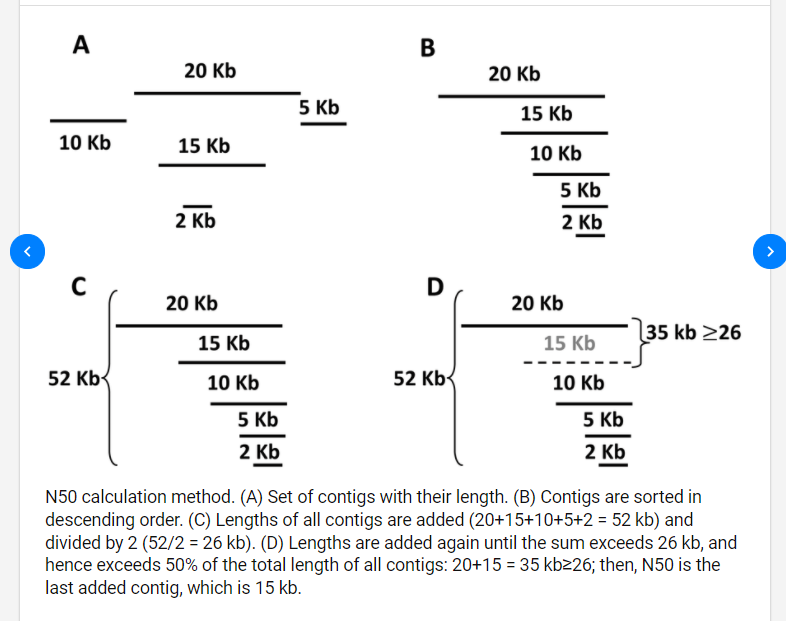 A
20 Kb
5 Kb
10 Kb
15 Kb
2 Kb
B
20 Kb
15 Kb
10 Kb
5 Kb
2 Kb
C
20 Kb
15 Kb
52 Kb
10 Kb
5 Kb
2 Kb
D
20 Kb
35 kb ≥26
15 Kb
52 Kb
10 Kb
5 Kb
2 Kb
N50 calculation method. (A) Set of contigs with their length. (B) Contigs are sorted in
descending order. (C) Lengths of all contigs are added (20+15+10+5+2 = 52 kb) and
divided by 2 (52/2 = 26 kb). (D) Lengths are added again until the sum exceeds 26 kb, and
hence exceeds 50% of the total length of all contigs: 20+15 = 35 kb≥26; then, N50 is the
last added contig, which is 15 kb.